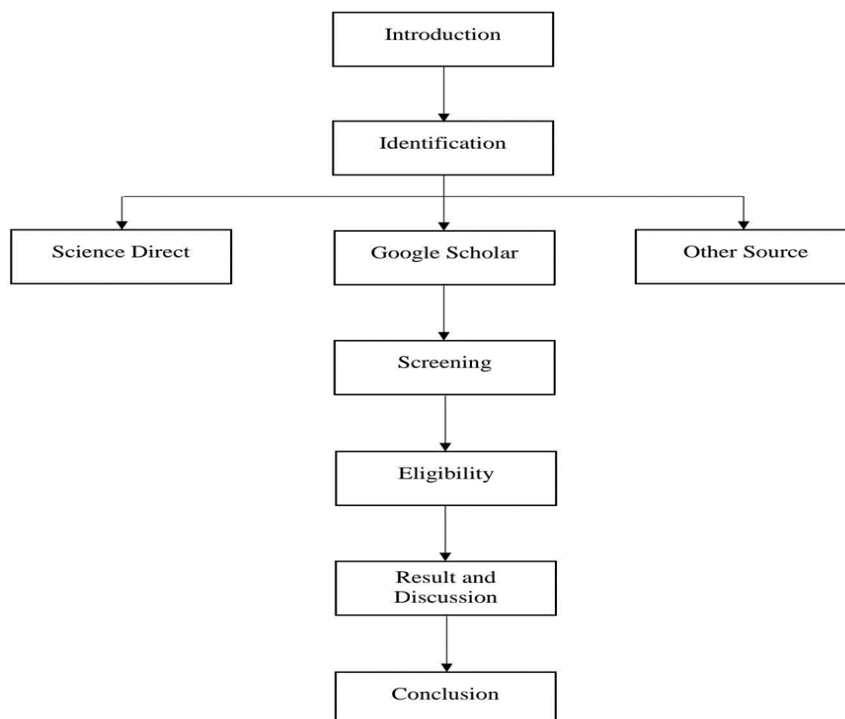 Introduction
Identification
Science Direct
Google Scholar
Other Source
Screening
Eligibility
Result and
Discussion
Conclusion